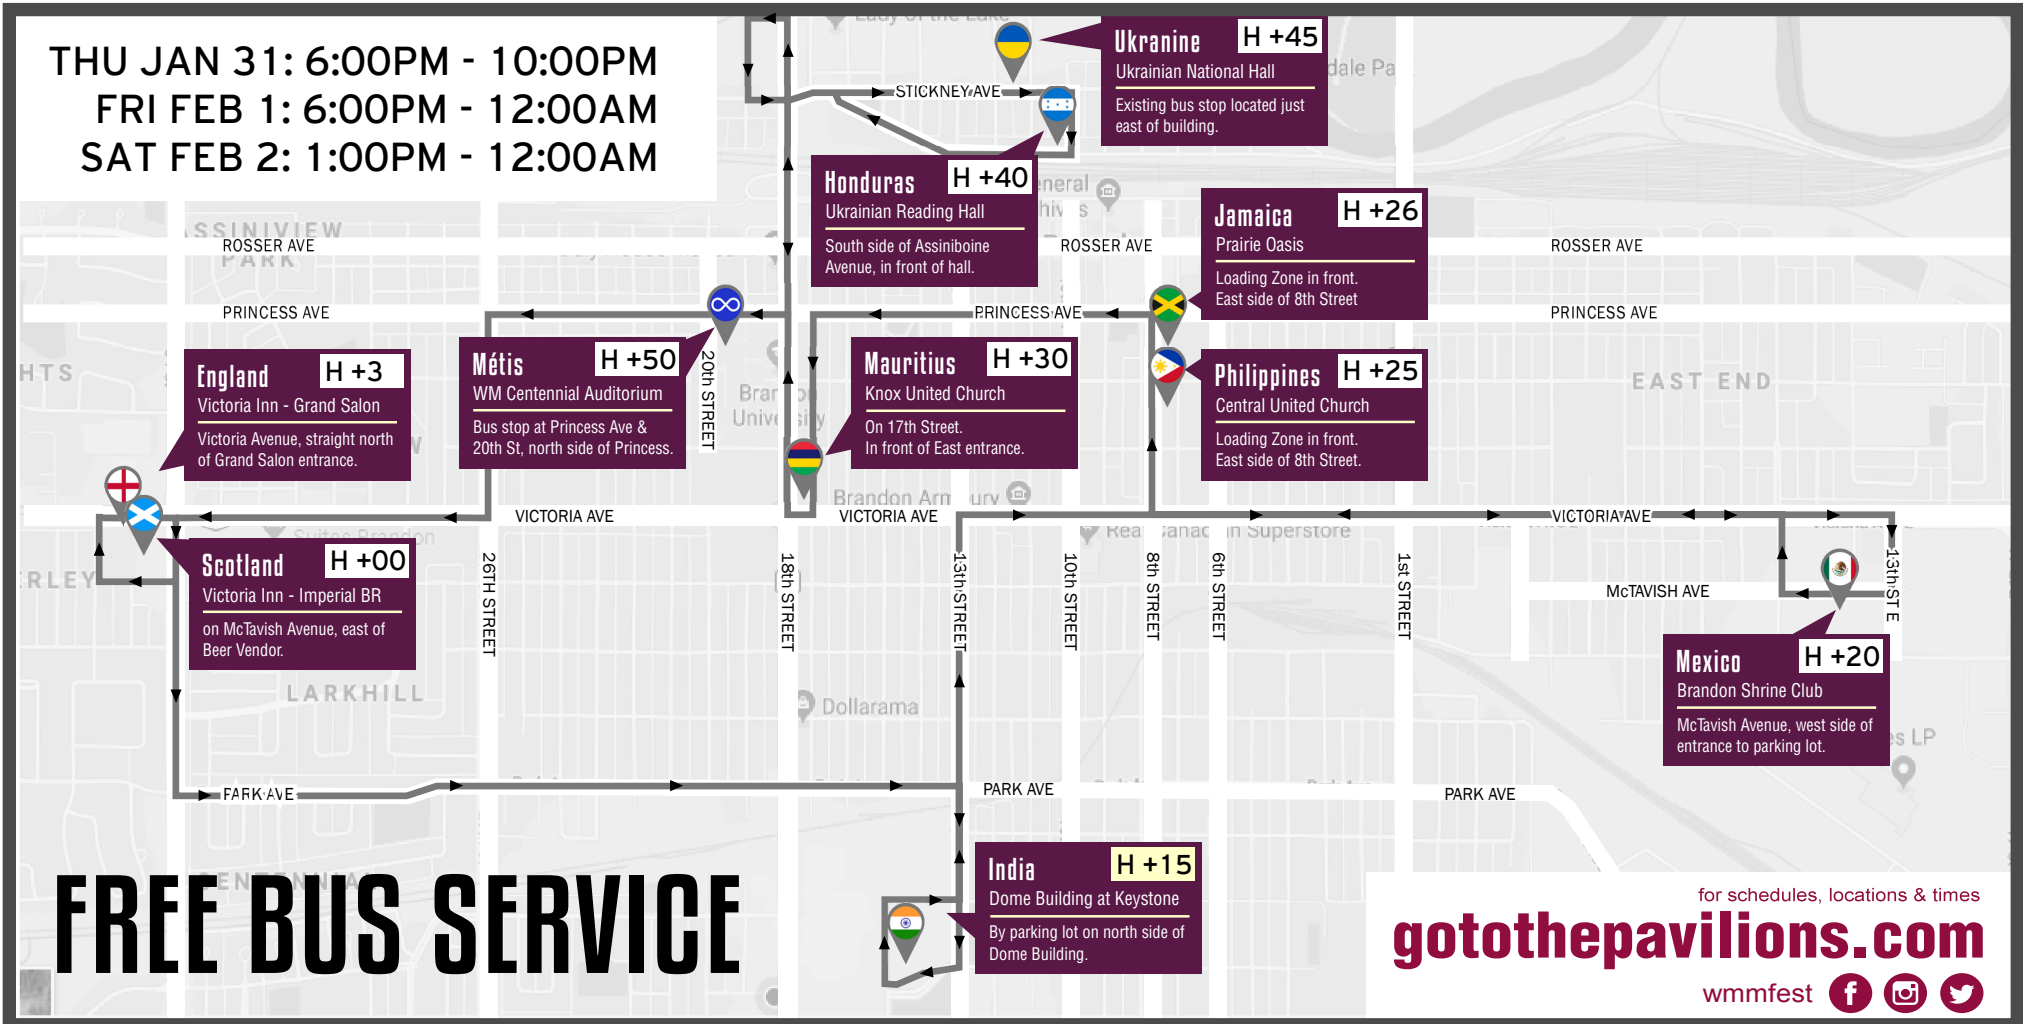 THU JAN 31: 6:00PM - 10:00PM
FRI FEB 1: 6:00PM - 12:00AM
SAT FEB 2: 1:00PM - 12:00AM
Lady of the Lake
Ukranine H +45
Ukrainian National Hall
Existing bus stop located just
east of building.
STICKNEY AVE
Honduras H +40
Ukrainian Reading Hall
South side of Assiniboine
Avenue, in front of hall.
Jamaica H +26
Prairie Oasis
Loading Zone in front.
East side of 8th Street
ASSINIVIEW
PARK
ROSSER AVE
ROSSER AVE
ROSSER AVE
PRINCESS AVE
PRINCESS AVE
PRINCESS AVE
England H +3
Victoria Inn - Grand Salon
Victoria Avenue, straight north
of Grand Salon entrance.
Métis H +50
WM Centennial Auditorium
Bus stop at Princess Ave &
20th St, north side of Princess.
20th STREET
Mauritius H +30
Knox United Church
On 17th Street.
In front of East entrance.
Philippines H +25
Central United Church
Loading Zone in front.
East side of 8th Street.
EAST END
Brandon Armoury
VICTORIA AVE
VICTORIA AVE
VICTORIA AVE
Real Canadian Superstore
Scotland H +00
Victoria Inn - Imperial BR
on McTavish Avenue, east of
Beer Vendor.
26TH STREET
18th STREET
13th STREET
10th STREET
8th STREET
6th STREET
1st STREET
13th ST E
McTAVISH AVE
Mexico H +20
Brandon Shrine Club
McTavish Avenue, west side of
entrance to parking lot.
LARKHILL
Dollarama
PARK AVE
PARK AVE
PARK AVE
India H +15
Dome Building at Keystone
By parking lot on north side of
Dome Building.
FREE BUS SERVICE
for schedules, locations & times
gotothepavilions.com
wmmfest